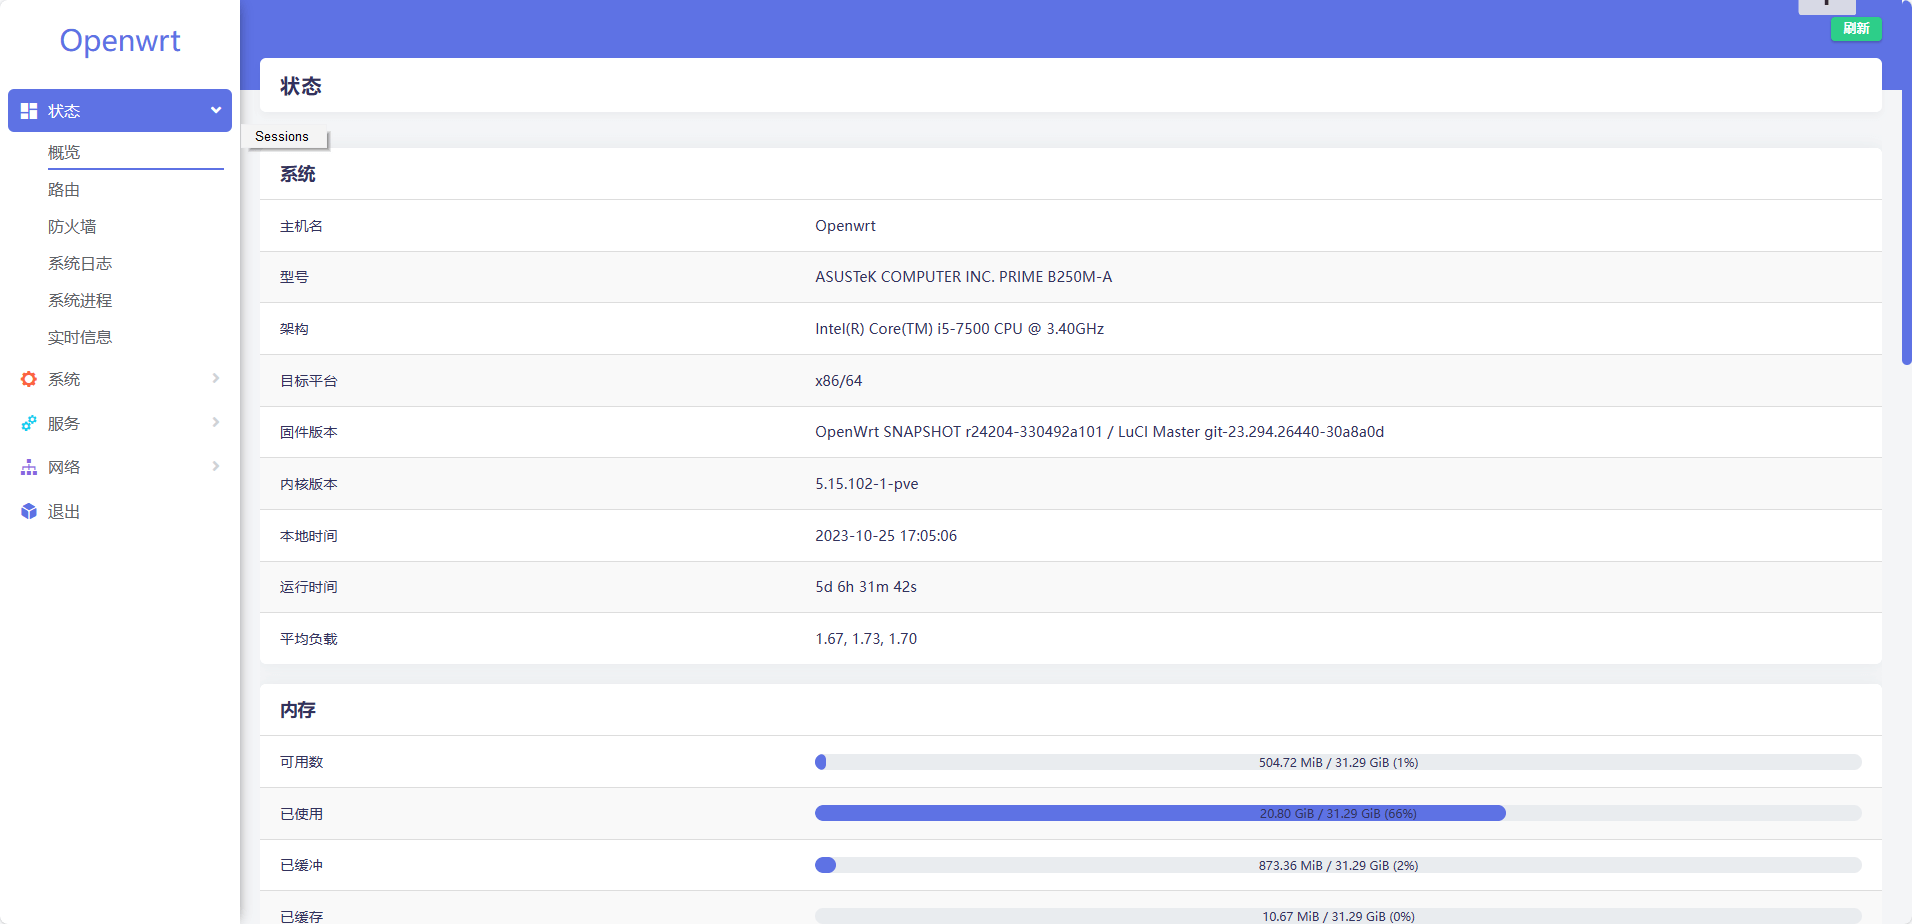 Openwrt
状态
概览
路由
防火墙
系统日志
系统进程
实时信息
系统
服务
网络
退出
刷新
状态
Sessions
系统
主机名 Openwrt
型号 ASUSTeK COMPUTER INC. PRIME B250M-A
架构 Intel(R) Core(TM) i5-7500 CPU @ 3.40GHz
目标平台 x86/64
固件版本 OpenWrt SNAPSHOT r24204-330492a101 / LuCI Master git-23.294.26440-30a8a0d
内核版本 5.15.102-1-pve
本地时间 2023-10-25 17:05:06
运行时间 5d 6h 31m 42s
平均负载 1.67, 1.73, 1.70
内存
可用数 504.72 MiB / 31.29 GiB (1%)
已使用 20.80 GiB / 31.29 GiB (66%)
已缓冲 873.36 MiB / 31.29 GiB (2%)
已缓存 10.67 MiB / 31.29 GiB (0%)